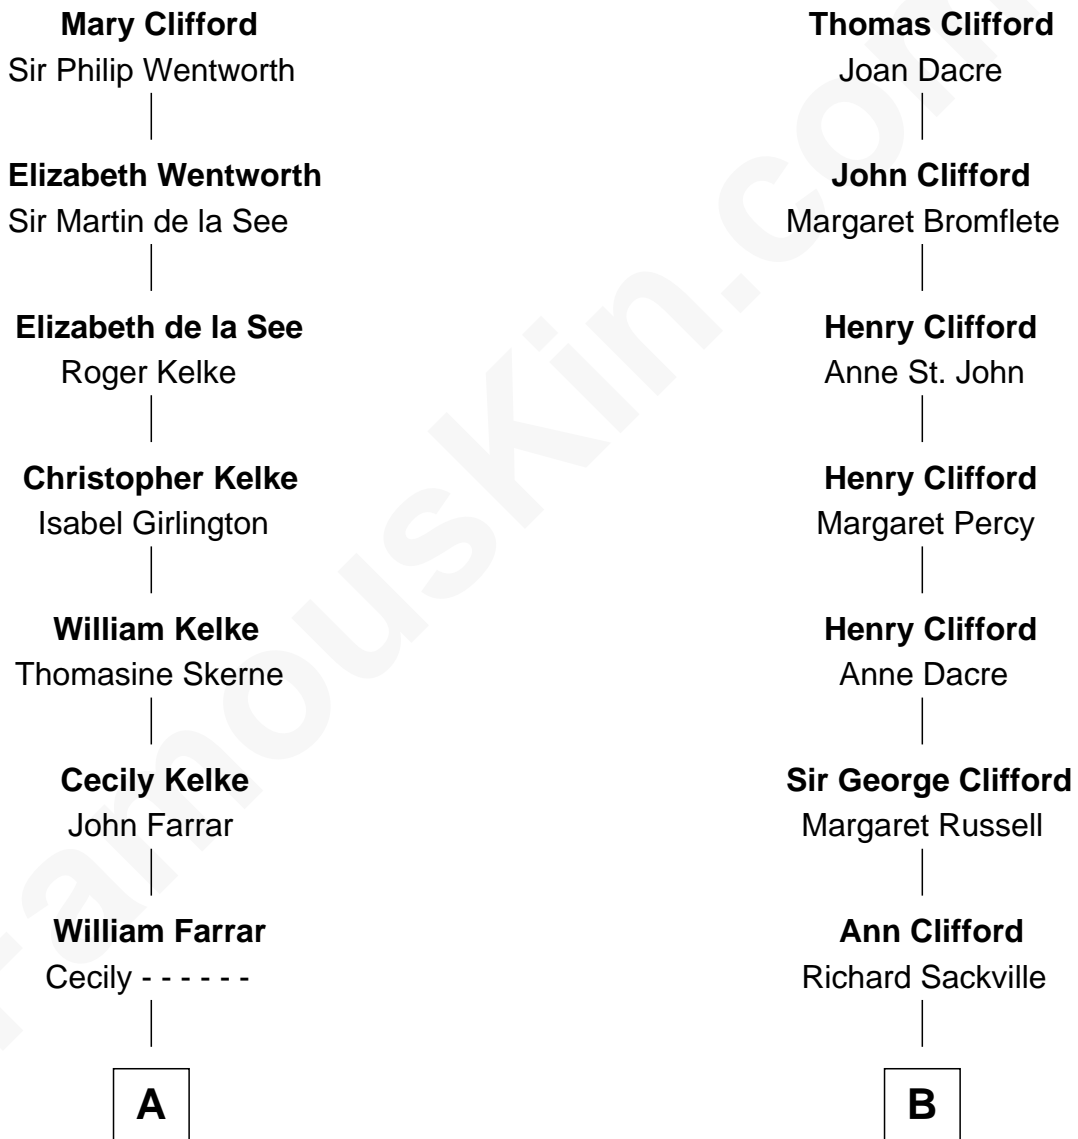 Mary Clifford
Sir Philip Wentworth
Elizabeth Wentworth
Sir Martin de la See
Elizabeth de la See
Roger Kelke
Christopher Kelke
Isabel Girlington
William Kelke
Thomasine Skerne
Cecily Kelke
John Farrar
William Farrar
Cecily - - - - - -
A
Thomas Clifford
Joan Dacre
John Clifford
Margaret Bromflete
Henry Clifford
Anne St. John
Henry Clifford
Margaret Percy
Henry Clifford
Anne Dacre
Sir George Clifford
Margaret Russell
Ann Clifford
Richard Sackville
B
FamousKin.com